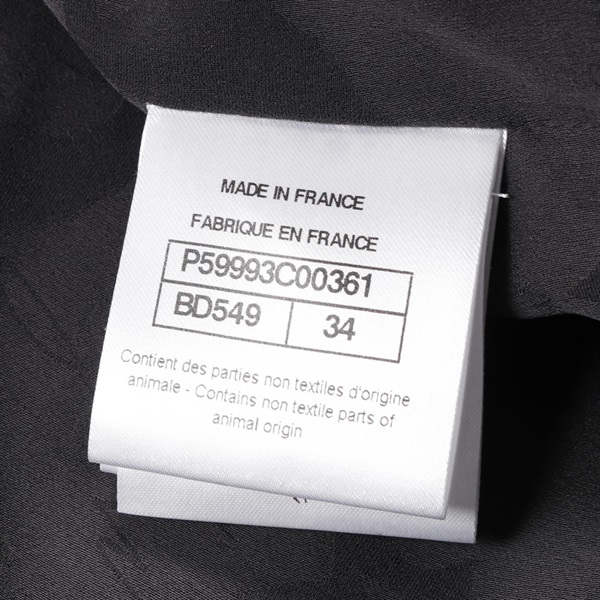 MADE IN FRANCE
FABRIQUE EN FRANCE
P59993C00361
BD549 34
Contient des parties non textiles d'origine
animale - Contains non textile parts of
animal origin